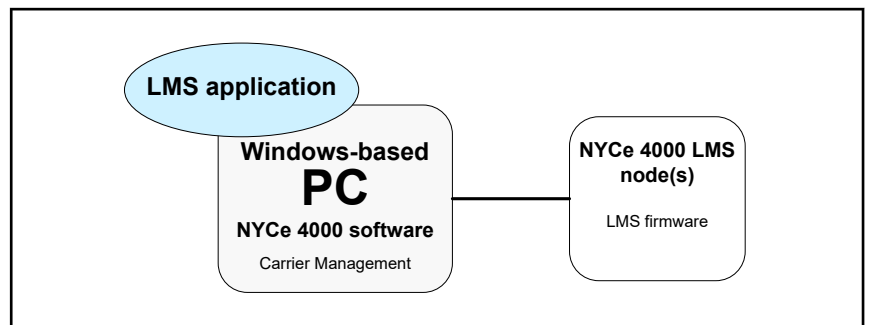 LMS application
Windows-based
PC
NYCe 4000 software
Carrier Management
NYCe 4000 LMS
node(s)
LMS firmware